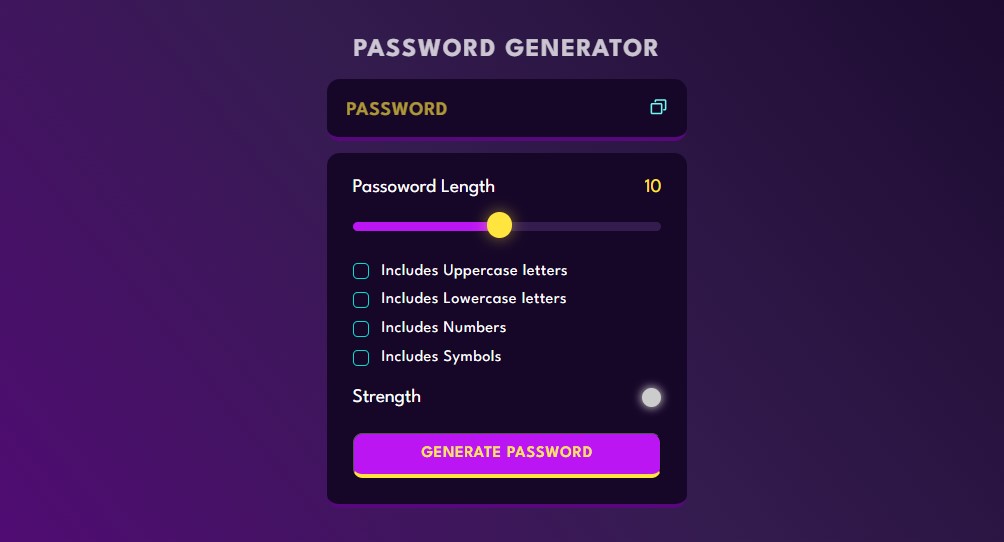 PASSWORD GENERATOR
PASSWORD
Passoword Length 10
Includes Uppercase letters
Includes Lowercase letters
Includes Numbers
Includes Symbols
Strength
GENERATE PASSWORD